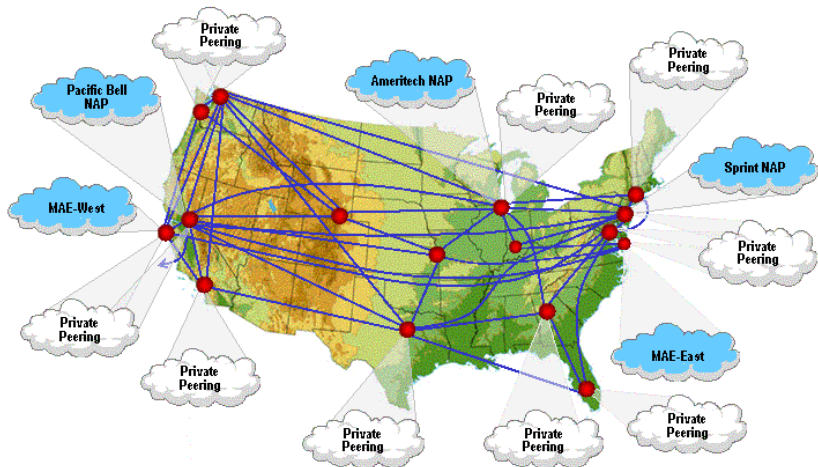 Private
Peering
Ameritech NAP
Private
Peering
Pacific Bell
NAP
Private
Peering
Sprint NAP
MAE-West
Private
Peering
Private
Peering
MAE-East
Private
Peering
Private
Peering
Private
Peering
Private
Peering